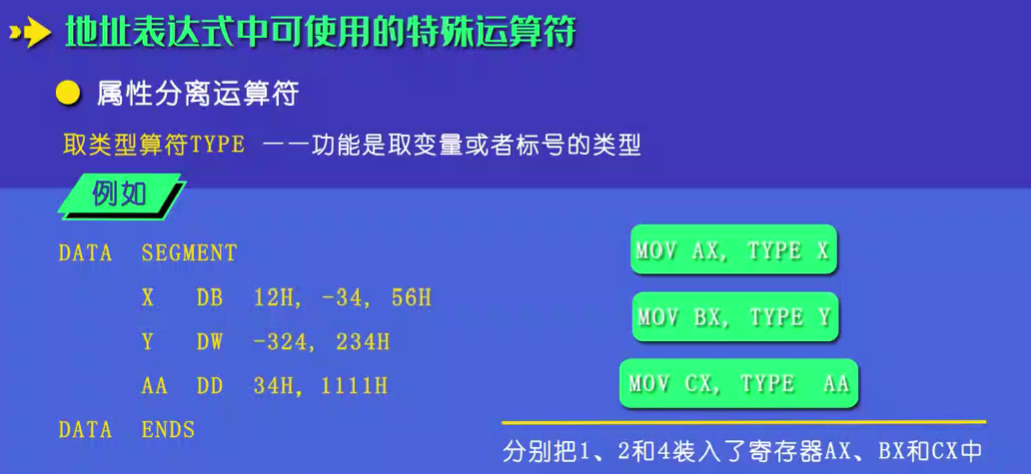 地址表达式中可使用的特殊运算符
属性分离运算符
取类型算符TYPE ——功能是取变量或者标号的类型
例如
DATA SEGMENT
X DB 12H, -34, 56H
Y DW -324, 234H
AA DD 34H, 1111H
DATA ENDS
MOV AX, TYPE X
MOV BX, TYPE Y
MOV CX, TYPE AA
分别把1、2和4装入了寄存器AX、BX和CX中